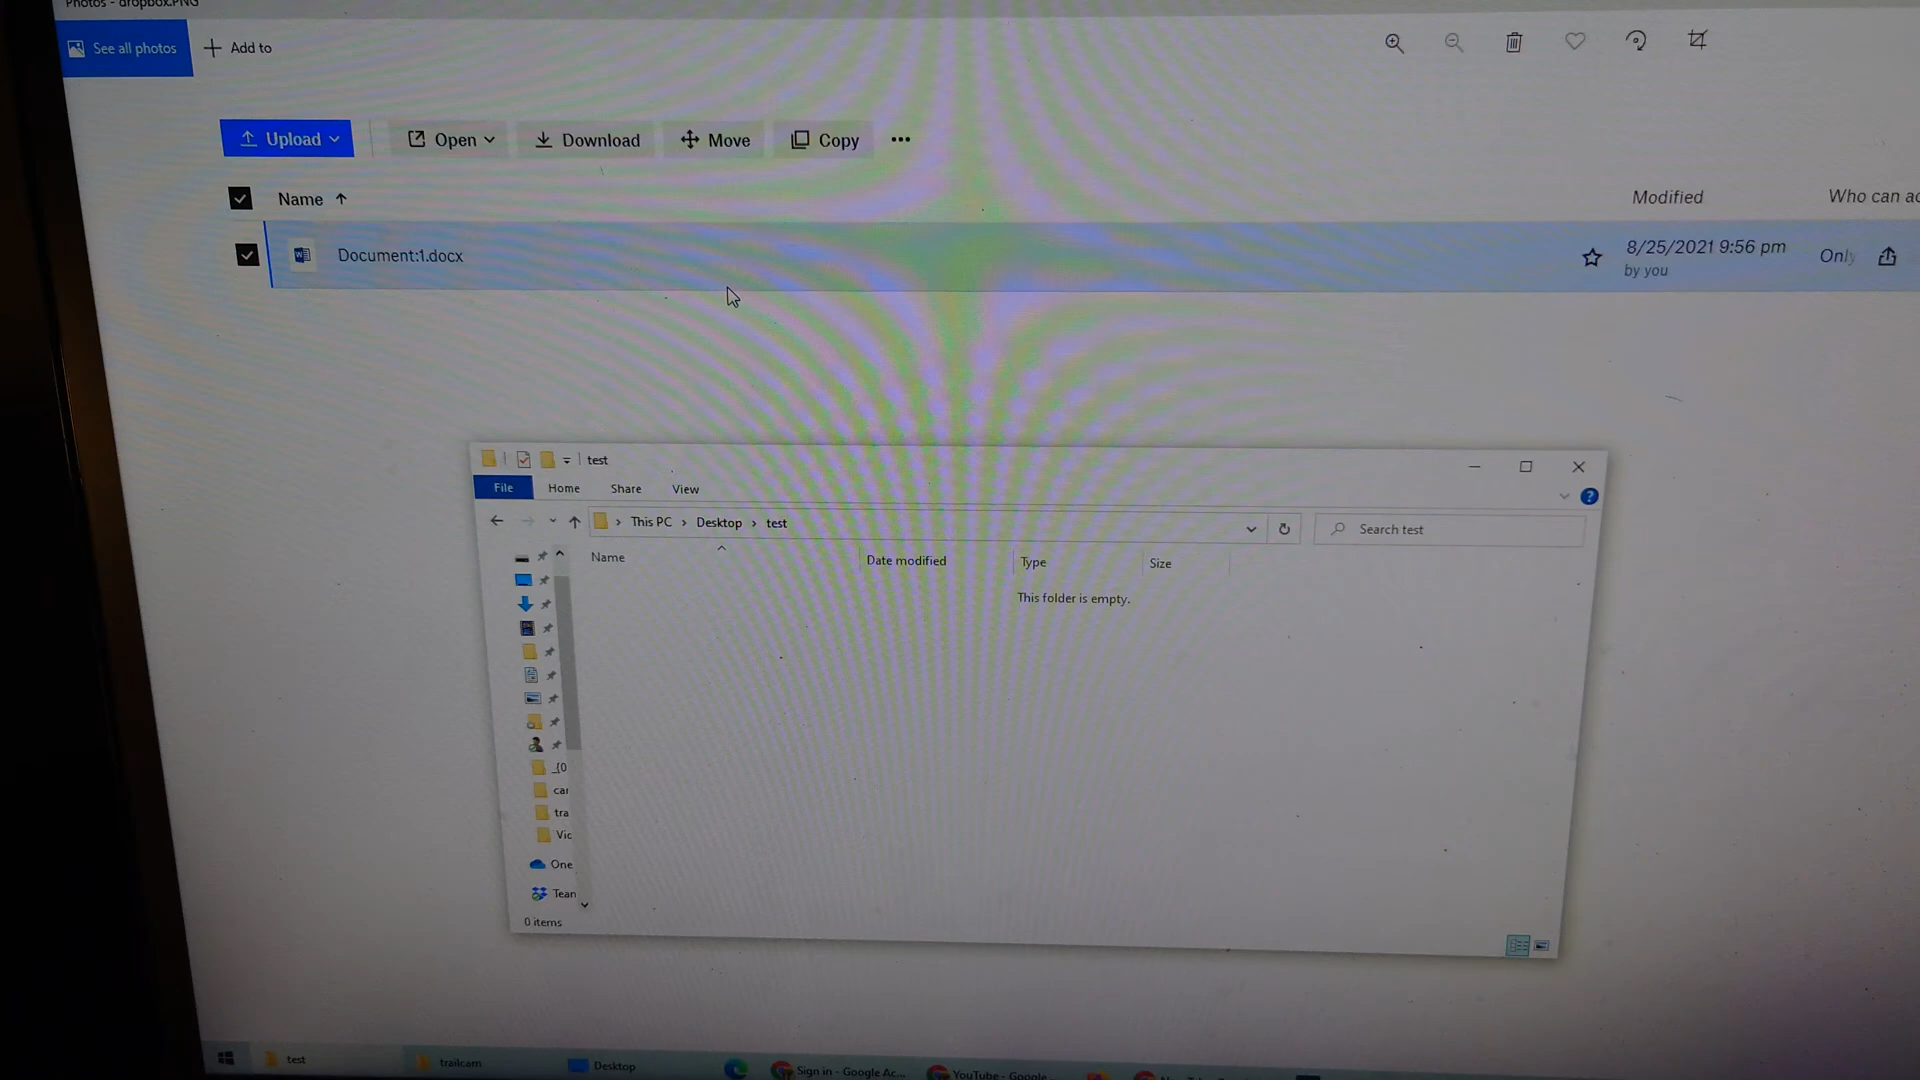 Photos - dropbox.PNG
See all photos
Add to
Upload
Open
Download
Move
Copy
Name
Modified
Who can ac
Document:1.docx
8/25/2021 9:56 pm
Only
by you
test
File
Home
Share
View
This PC
Desktop
test
Search test
Name
Date modified
Type
Size
This folder is empty.
_{0
car
tra
Vic
One
Tean
0 items
test
trailcam
Desktop
Sign in - Google Ac...
YouTube - Google